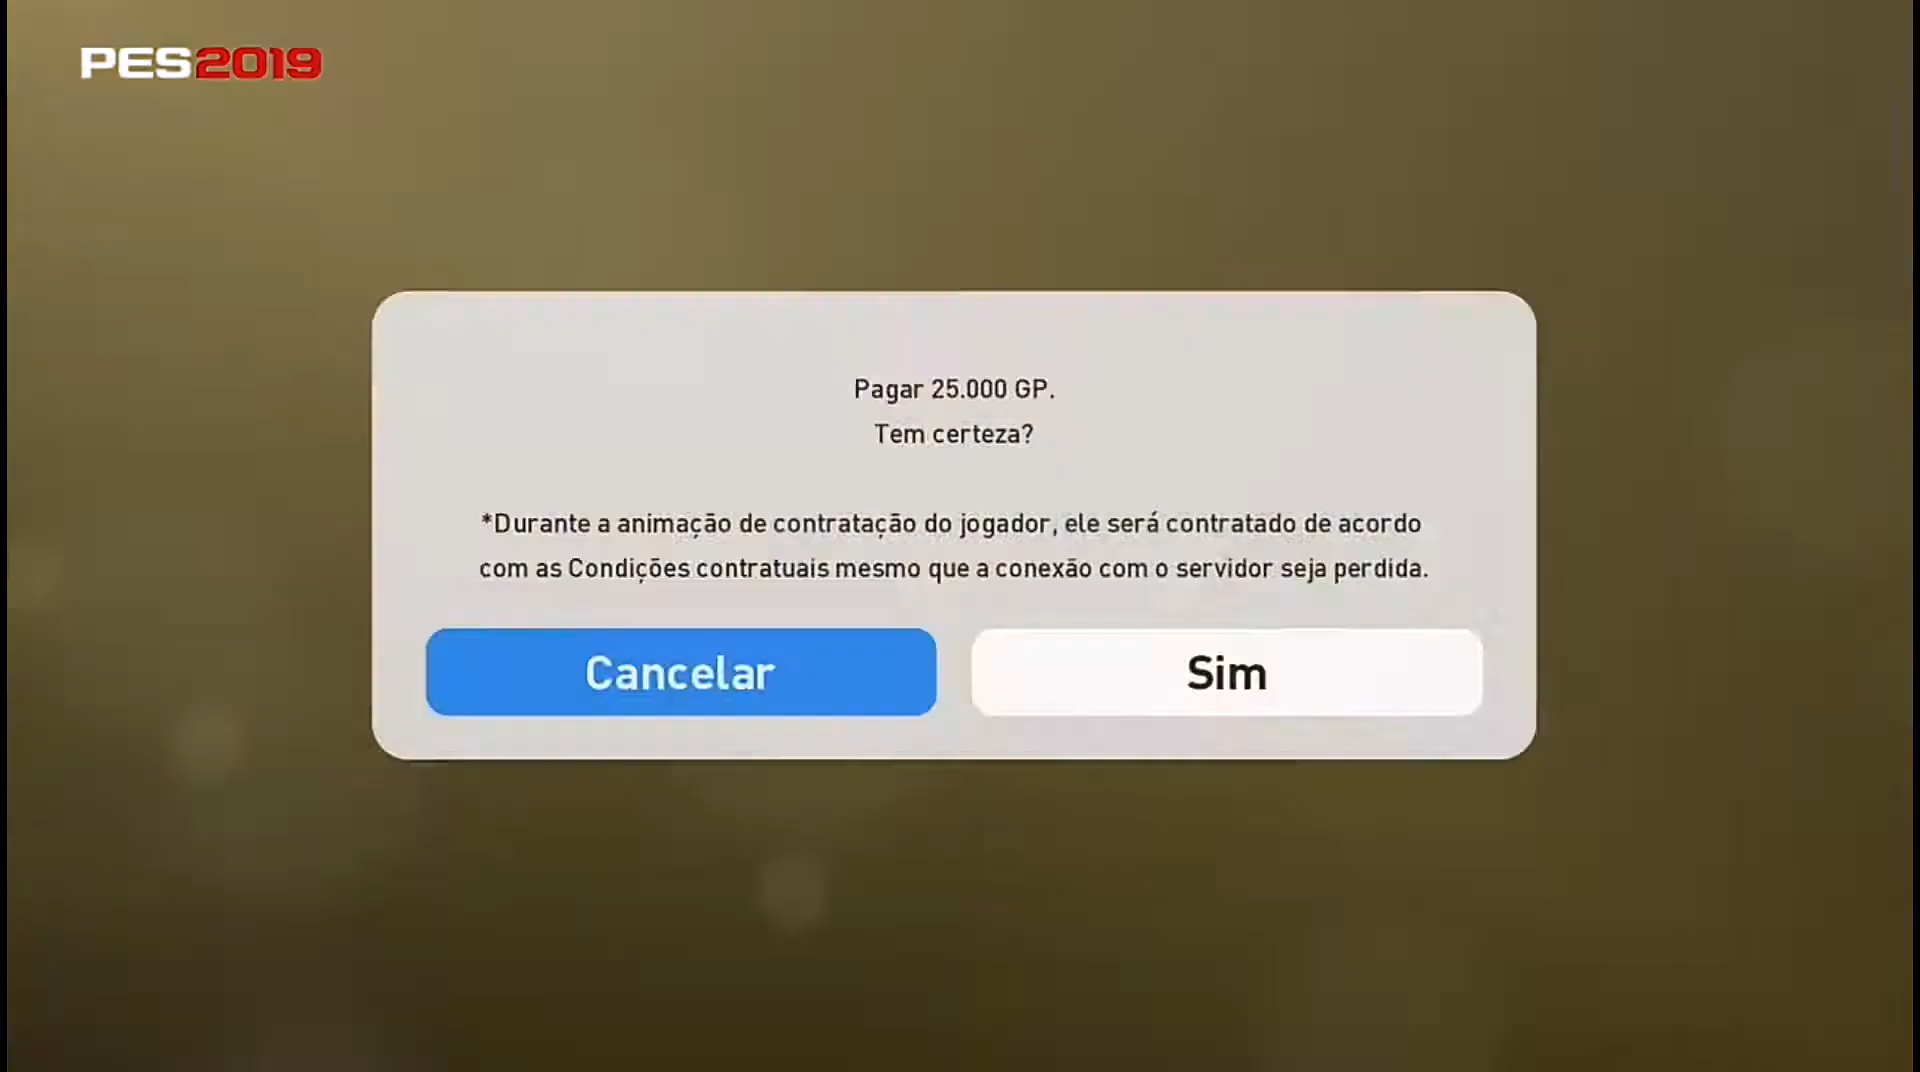 PES2019
Pagar 25.000 GP.
Tem certeza?
*Durante a animação de contratação do jogador, ele será contratado de acordo
com as Condições contratuais mesmo que a conexão com o servidor seja perdida.
Cancelar
Sim